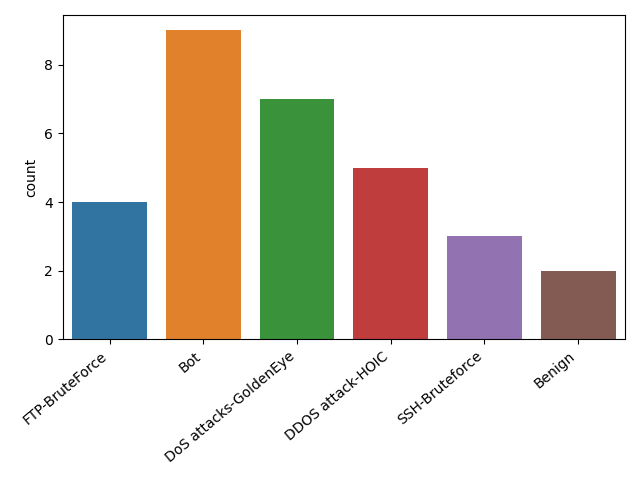 count
8
6
4
2
0
FTP-BruteForce
Bot
DoS attacks-GoldenEye
DDOS attack-HOIC
SSH-Bruteforce
Benign